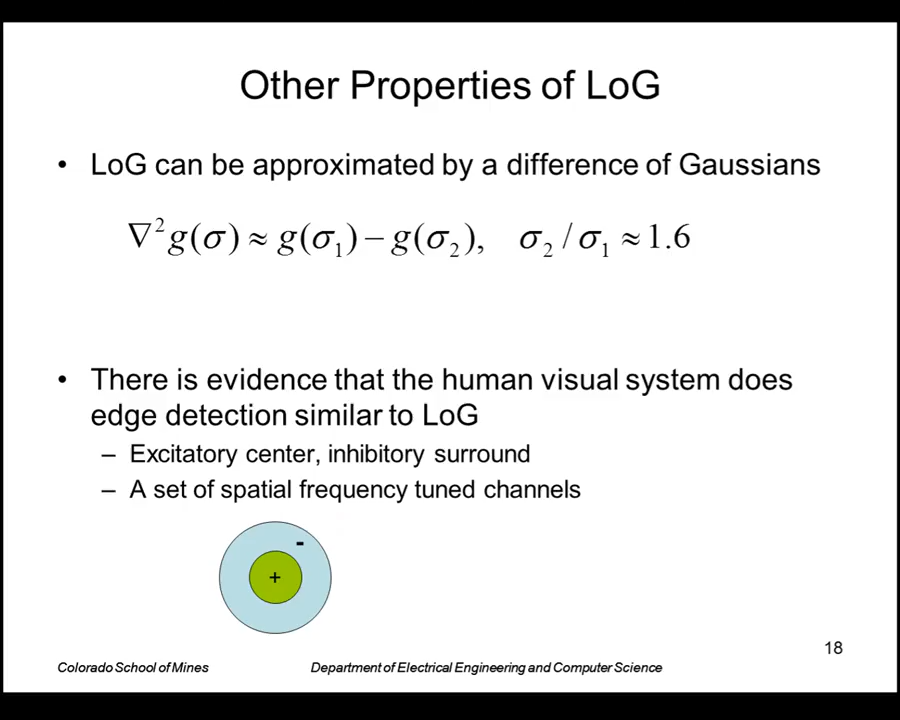 Other Properties of LoG
• LoG can be approximated by a difference of Gaussians
∇²g(σ) ≈ g(σ₁) − g(σ₂), σ₂ / σ₁ ≈ 1.6
• There is evidence that the human visual system does
edge detection similar to LoG
– Excitatory center, inhibitory surround
– A set of spatial frequency tuned channels
-
+
18
Colorado School of Mines Department of Electrical Engineering and Computer Science